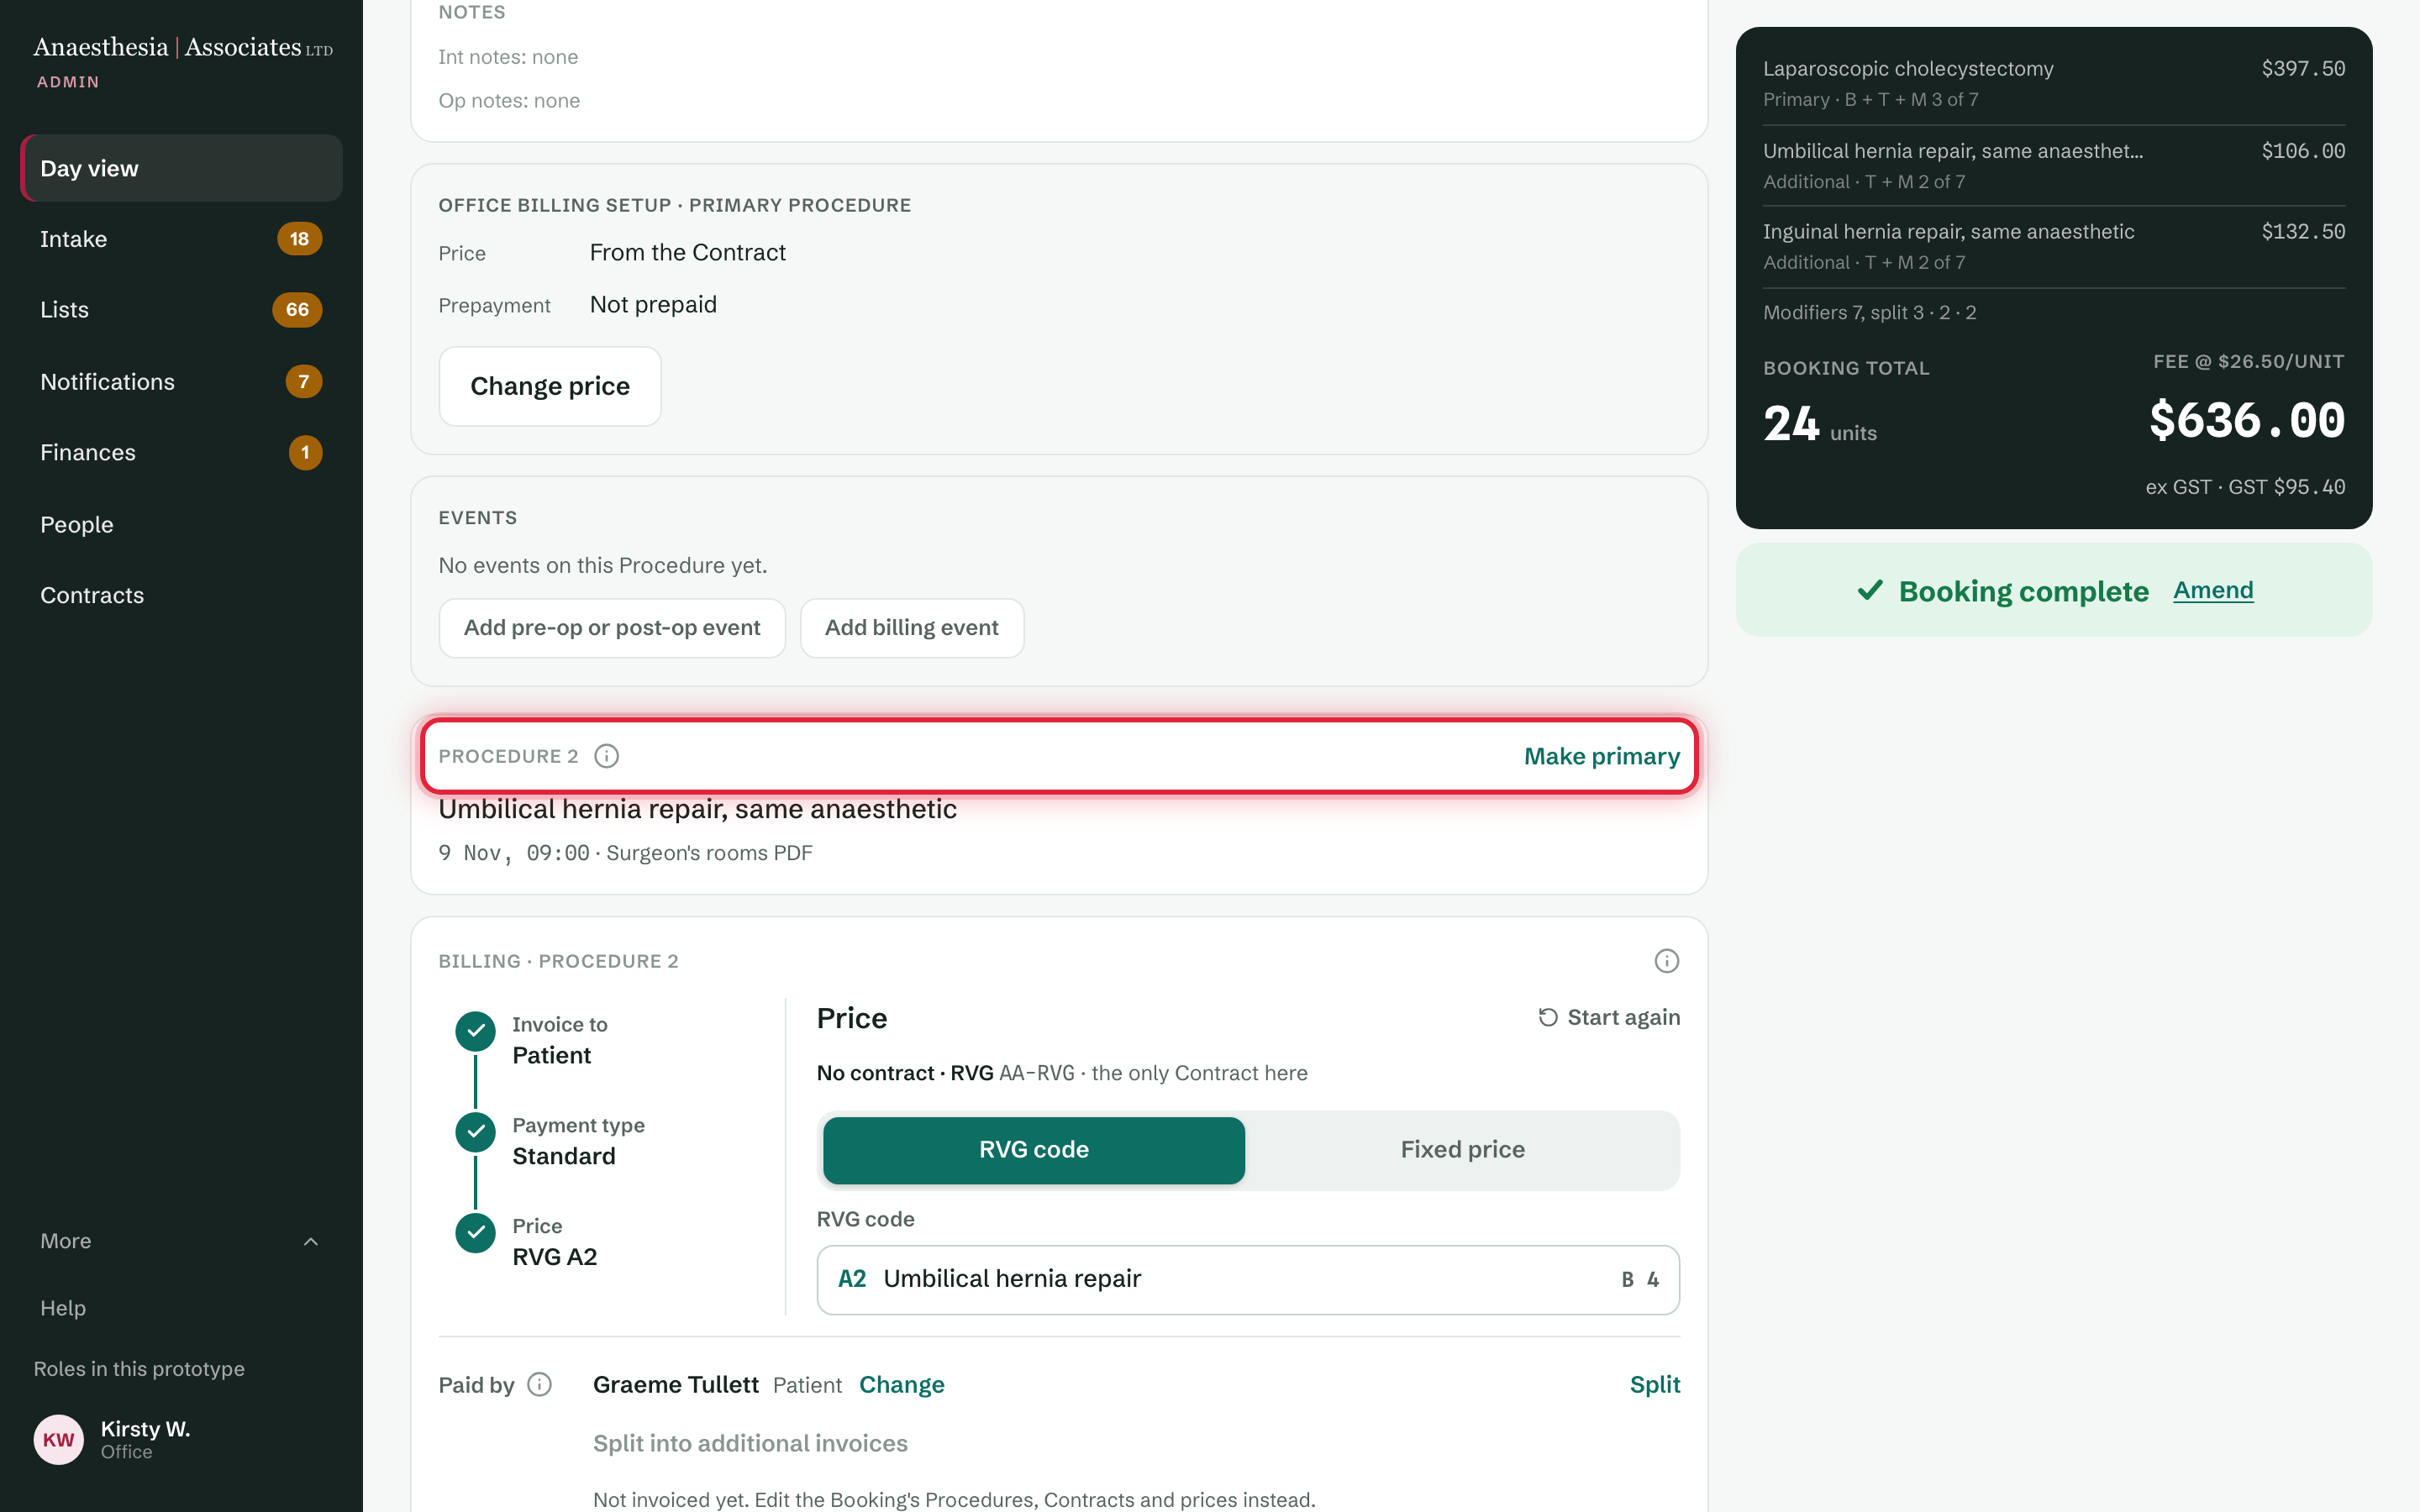 Anaesthesia | Associates LTD
ADMIN
Day view
Intake 18
Lists 66
Notifications 7
Finances 1
People
Contracts
More
Help
Roles in this prototype
KW
Kirsty W.
Office
NOTES
Int notes: none
Op notes: none
OFFICE BILLING SETUP · PRIMARY PROCEDURE
Price From the Contract
Prepayment Not prepaid
Change price
EVENTS
No events on this Procedure yet.
Add pre-op or post-op event Add billing event
PROCEDURE 2 Make primary
Umbilical hernia repair, same anaesthetic
9 Nov, 09:00 · Surgeon's rooms PDF
BILLING · PROCEDURE 2
Invoice to
Patient
Payment type
Standard
Price
RVG A2
Price Start again
No contract · RVG AA-RVG · the only Contract here
RVG code Fixed price
RVG code
A2 Umbilical hernia repair B 4
Paid by Graeme Tullett Patient Change Split
Split into additional invoices
Not invoiced yet. Edit the Booking's Procedures, Contracts and prices instead.
Laparoscopic cholecystectomy $397.50
Primary · B + T + M 3 of 7
Umbilical hernia repair, same anaesthet... $106.00
Additional · T + M 2 of 7
Inguinal hernia repair, same anaesthetic $132.50
Additional · T + M 2 of 7
Modifiers 7, split 3 · 2 · 2
BOOKING TOTAL FEE @ $26.50/UNIT
24 units $636.00
ex GST · GST $95.40
Booking complete Amend